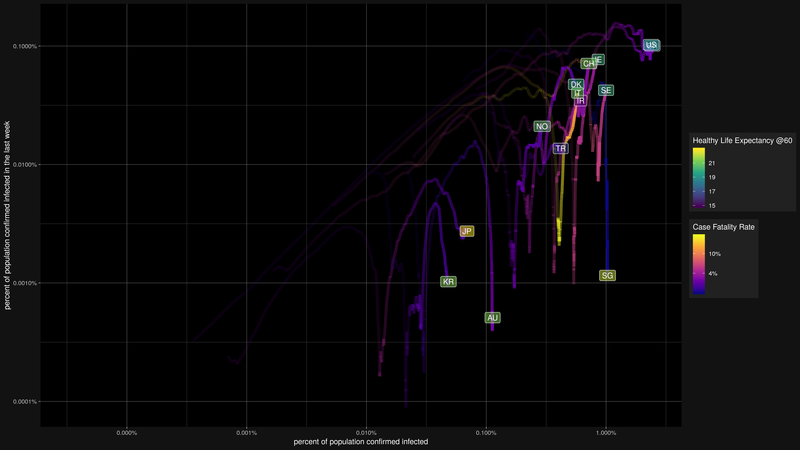 percent of population confirmed infected in the last week
0.1000%
0.0100%
0.0010%
0.0001%
US
CH
IE
DK
IT
IR
SE
NO
TR
JP
KR
SG
AU
0.000%
0.001%
0.010%
0.100%
1.000%
percent of population confirmed infected
Healthy Life Expectancy @60
21
19
17
15
Case Fatality Rate
10%
4%